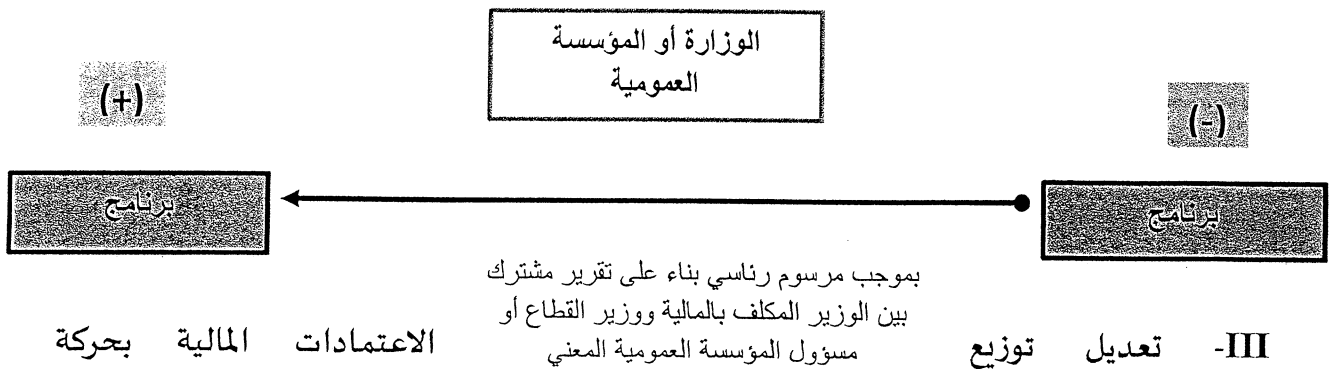 الوزارة أو المؤسسة
العمومية
(-)
(+)
برنامج
برنامج
بموجب مرسوم رئاسي بناء على تقرير مشترك
بين الوزير المكلف بالمالية ووزير القطاع أو
مسؤول المؤسسة العمومية المعني
III- تعديل توزيع الاعتمادات المالية بحركة